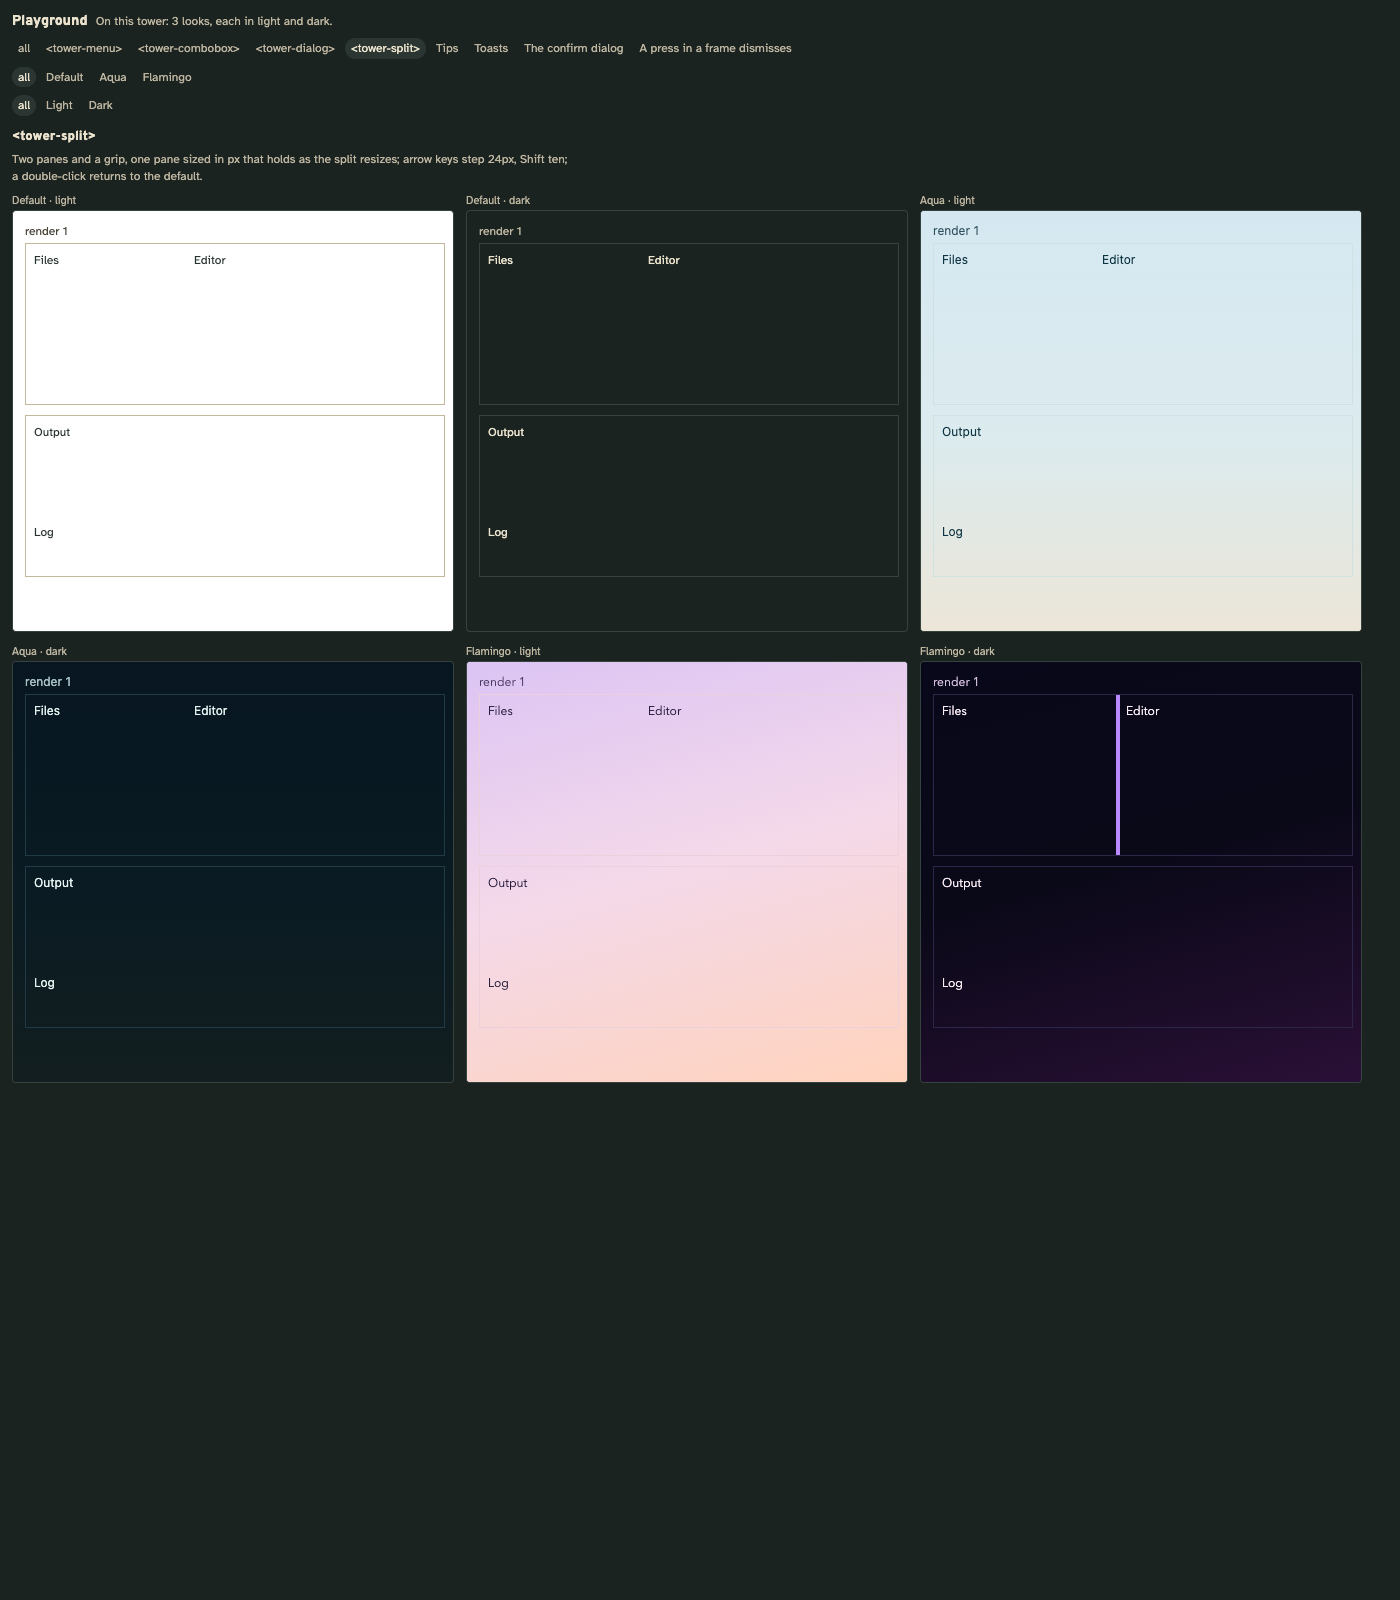 Playground On this tower: 3 looks, each in light and dark.
all <tower-menu> <tower-combobox> <tower-dialog> <tower-split> Tips Toasts The confirm dialog A press in a frame dismisses
all Default Aqua Flamingo
all Light Dark
<tower-split>
Two panes and a grip, one pane sized in px that holds as the split resizes; arrow keys step 24px, Shift ten;
a double-click returns to the default.
Default · light
render 1
Files Editor
Output
Log
Default · dark
render 1
Files Editor
Output
Log
Aqua · light
render 1
Files Editor
Output
Log
Aqua · dark
render 1
Files Editor
Output
Log
Flamingo · light
render 1
Files Editor
Output
Log
Flamingo · dark
render 1
Files Editor
Output
Log